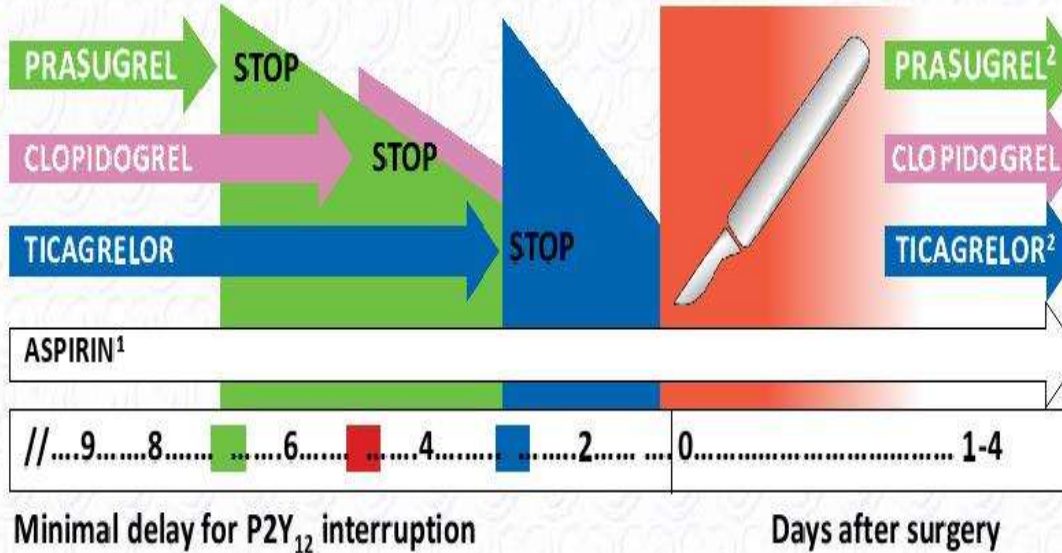 PRASUGREL STOP PRASUGREL²
CLOPIDOGREL STOP CLOPIDOGREL
TICAGRELOR STOP TICAGRELOR²
ASPIRIN¹
//....9......8....... .......6....... .......4........ ........2...... ....0................................... 1-4
Minimal delay for P2Y₁₂ interruption Days after surgery